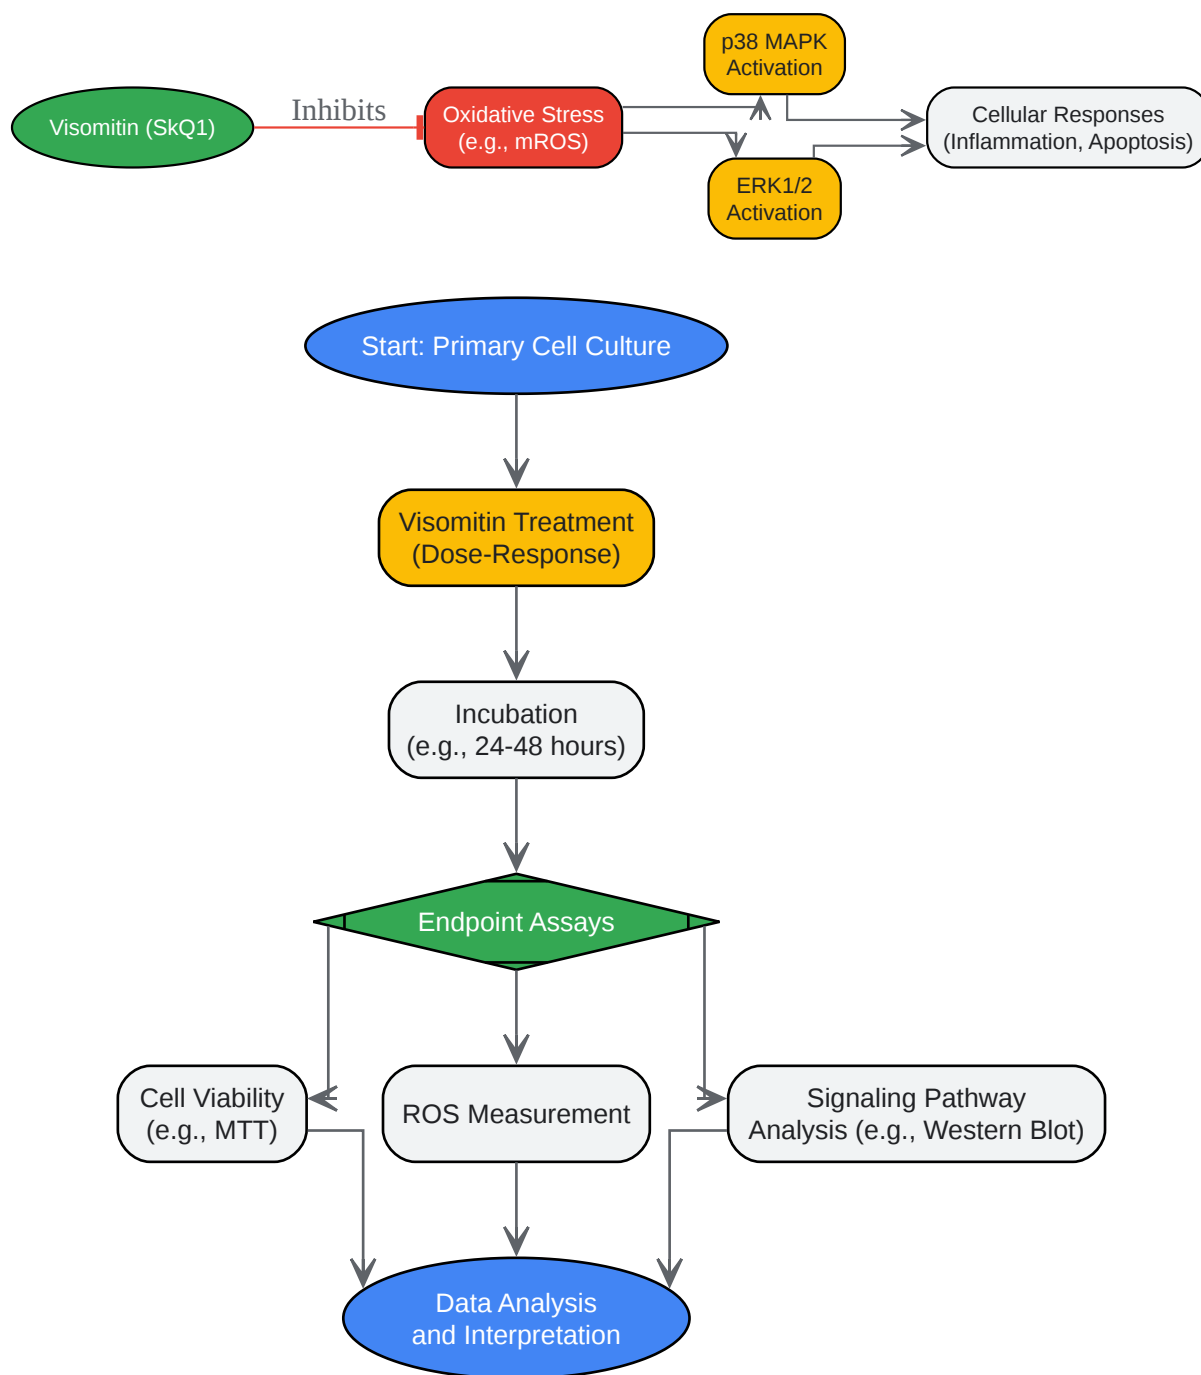 Visomitin (SkQ1)
Inhibits
Oxidative Stress
(e.g., mROS)
p38 MAPK
Activation
ERK1/2
Activation
Cellular Responses
(Inflammation, Apoptosis)
Start: Primary Cell Culture
Visomitin Treatment
(Dose-Response)
Incubation
(e.g., 24-48 hours)
Endpoint Assays
Cell Viability
(e.g., MTT)
ROS Measurement
Signaling Pathway
Analysis (e.g., Western Blot)
Data Analysis
and Interpretation